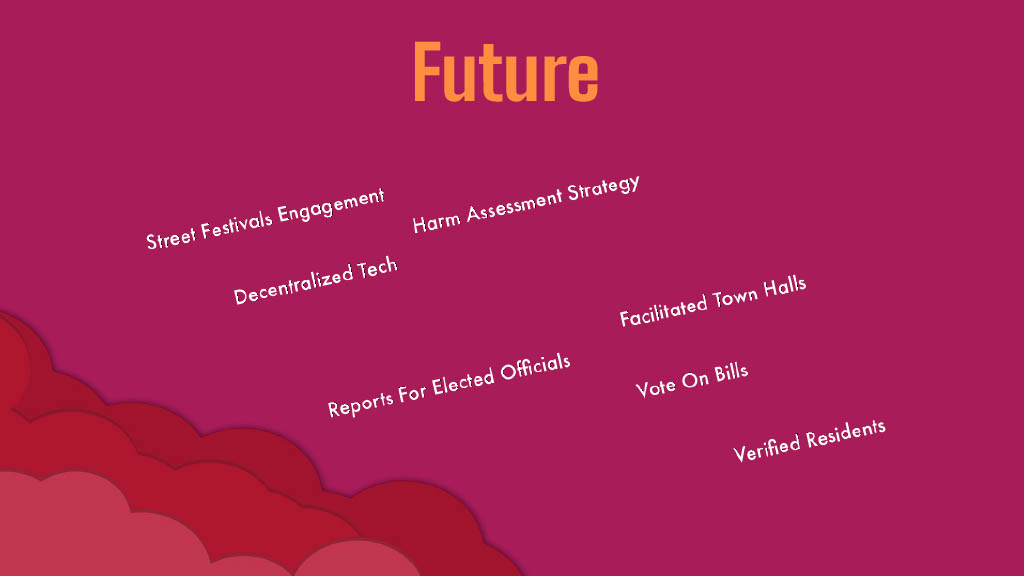 Future
Street Festivals Engagement
Harm Assessment Strategy
Decentralized Tech
Facilitated Town Halls
Reports For Elected Officials
Vote On Bills
Verified Residents